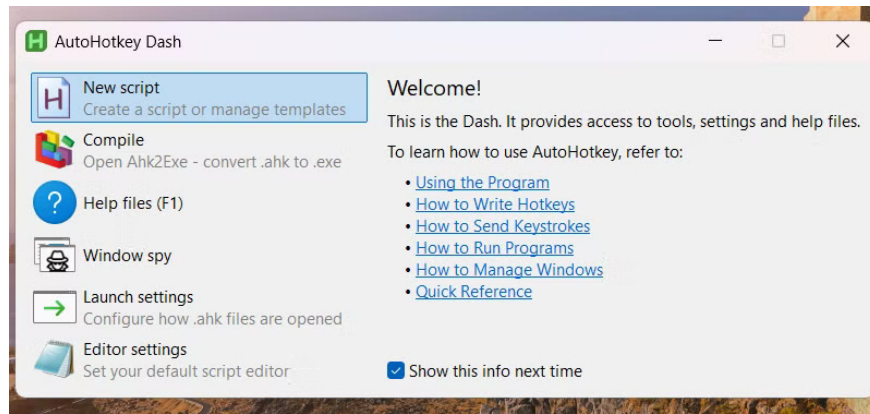 AutoHotkey Dash
New script
Create a script or manage templates
Compile
Open Ahk2Exe - convert .ahk to .exe
Help files (F1)
Window spy
Launch settings
Configure how .ahk files are opened
Editor settings
Set your default script editor
Welcome!
This is the Dash. It provides access to tools, settings and help files.
To learn how to use AutoHotkey, refer to:
• Using the Program
• How to Write Hotkeys
• How to Send Keystrokes
• How to Run Programs
• How to Manage Windows
• Quick Reference
Show this info next time